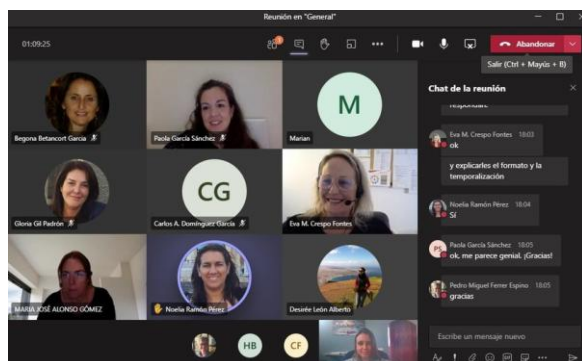 Reunión en "General"
01:09:25
Abandonar
Salir (Ctrl + Mayús + B)
Begona Betancort García
Paola García Sánchez
M
Marian
Gloria Gil Padrón
CG
Carlos A. Domínguez García
Eva M. Crespo Fontes
MARIA JOSÉ ALONSO GÓMEZ
Noelia Ramón Pérez
Desirée León Alberto
HB
CF
Chat de la reunión
Eva M. Crespo Fontes 18:03
ok
y explicarles el formato y la
temporalización
Noelia Ramón Pérez 18:04
Sí
PS
Paola García Sánchez 18:05
ok, me parece genial. ¡Gracias!
Pedro Miguel Ferrer Espino 18:05
gracias
Escribe un mensaje nuevo